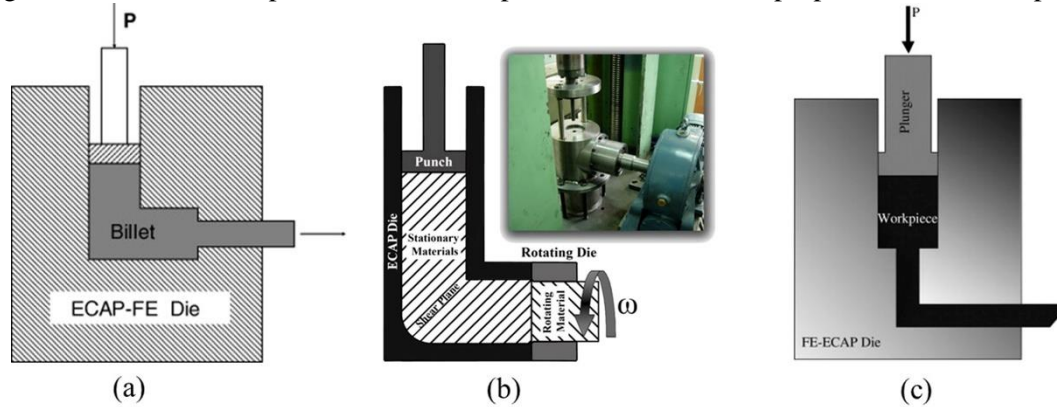 P
Billet
ECAP-FE Die
(a)
Punch
ECAP Die
Stationary
Materials
Shear Plane
Rotating Die
Rotating
Material
ω
(b)
P
Plunger
Workpiece
FE-ECAP Die
(c)